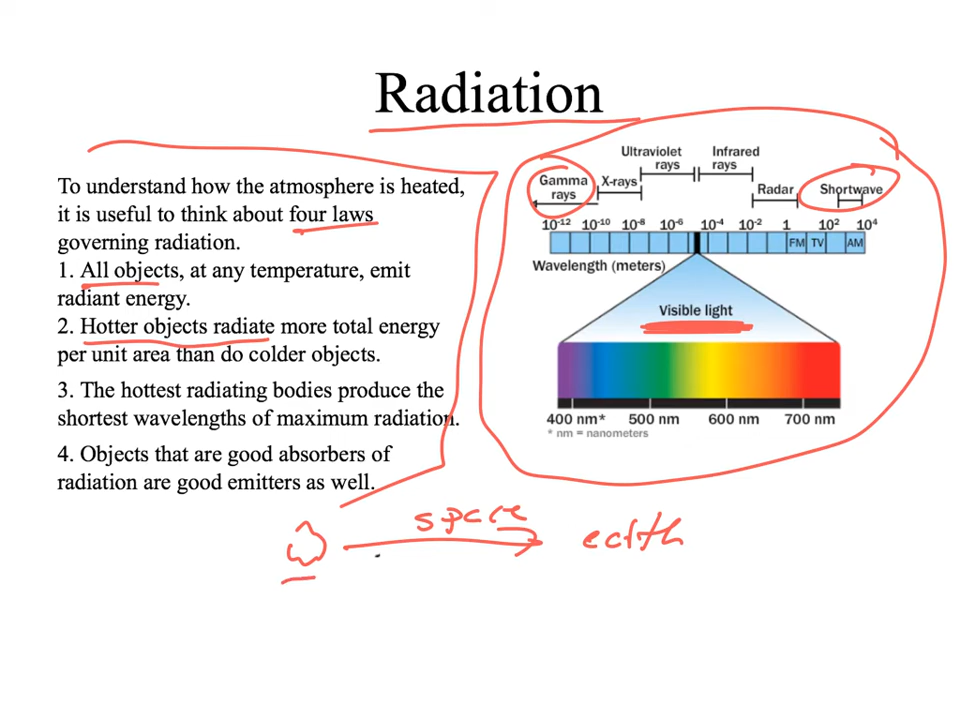 Radiation
To understand how the atmosphere is heated,
it is useful to think about four laws
governing radiation.
1. All objects, at any temperature, emit
radiant energy.
2. Hotter objects radiate more total energy
per unit area than do colder objects.
3. The hottest radiating bodies produce the
shortest wavelengths of maximum radiation.
4. Objects that are good absorbers of
radiation are good emitters as well.
Ultraviolet Infrared
rays rays
Gamma X-rays Radar Shortwave
rays
10-12 10-10 10-8 10-6 10-4 10-2 1 102 104
FM TV AM
Wavelength (meters)
Visible light
400 nm* 500 nm 600 nm 700 nm
* nm = nanometers
space
earth